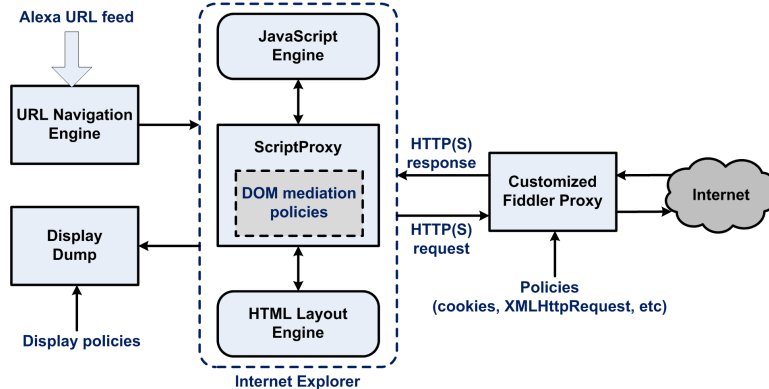 Alexa URL feed
URL Navigation
Engine
Display
Dump
Display policies
JavaScript
Engine
ScriptProxy
DOM mediation
policies
HTML Layout
Engine
Internet Explorer
HTTP(S)
response
HTTP(S)
request
Customized
Fiddler Proxy
Policies
(cookies, XMLHttpRequest, etc)
Internet